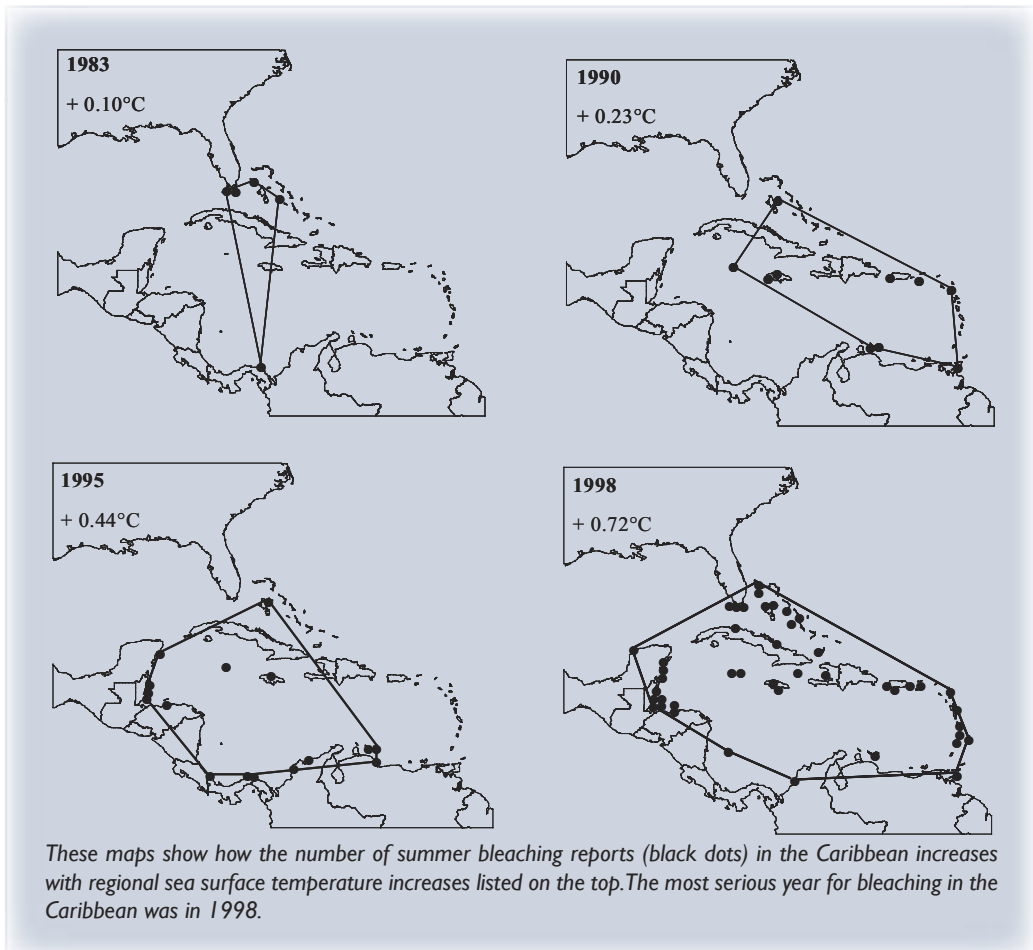 1983
+ 0.10°C
1990
+ 0.23°C
1995
+ 0.44°C
1998
+ 0.72°C
These maps show how the number of summer bleaching reports (black dots) in the Caribbean increases
with regional sea surface temperature increases listed on the top.The most serious year for bleaching in the
Caribbean was in 1998.